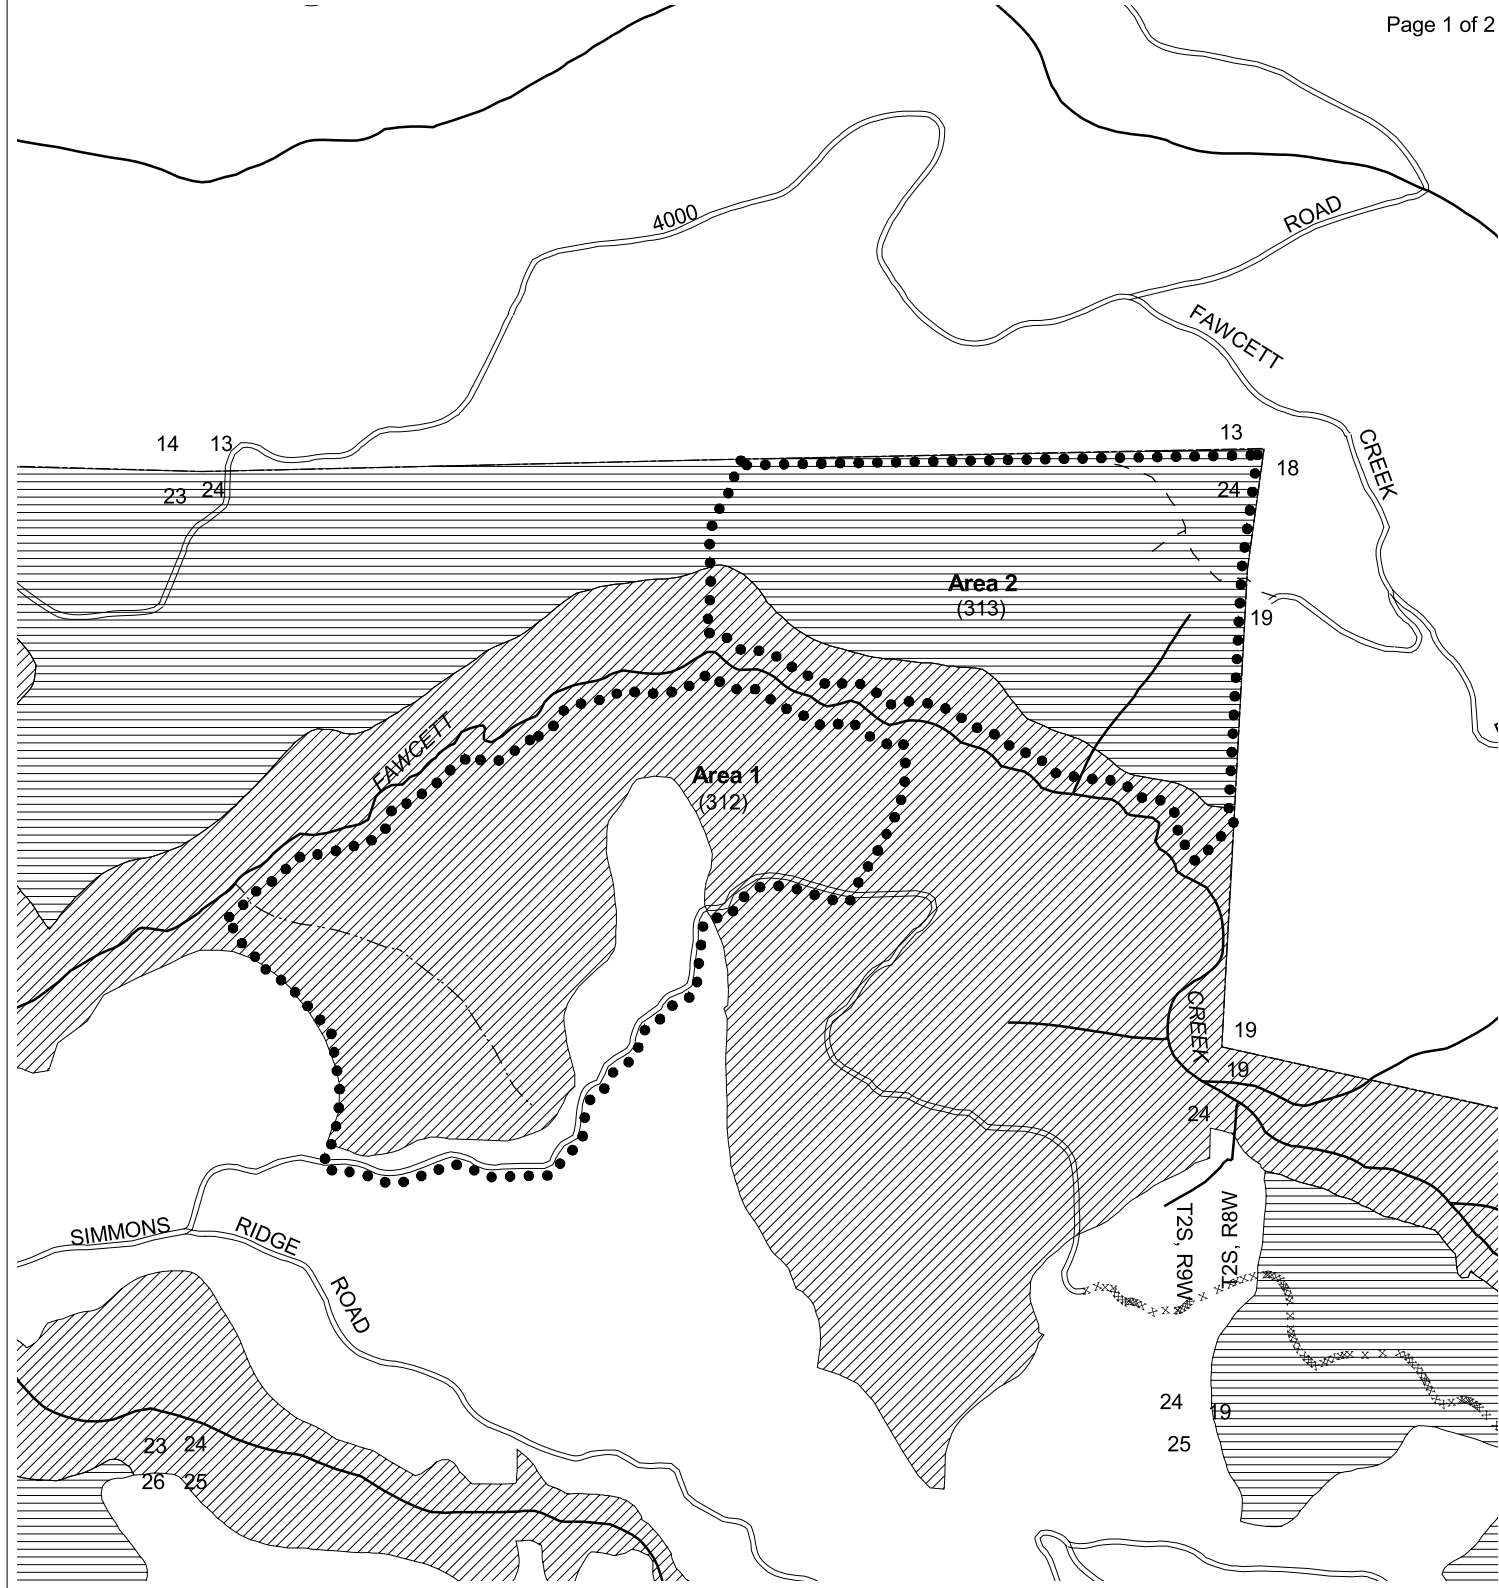 Page 1 of 2
4000
ROAD
FAWCETT
CREEK
14 13
13
18
23 24
24
Area 2
(313)
19
FAWCETT
Area 1
(312)
CREEK
19
19
24
T2S, R9W
T2S, R8W
SIMMONS RIDGE ROAD
24
19
25
23 24
26 25